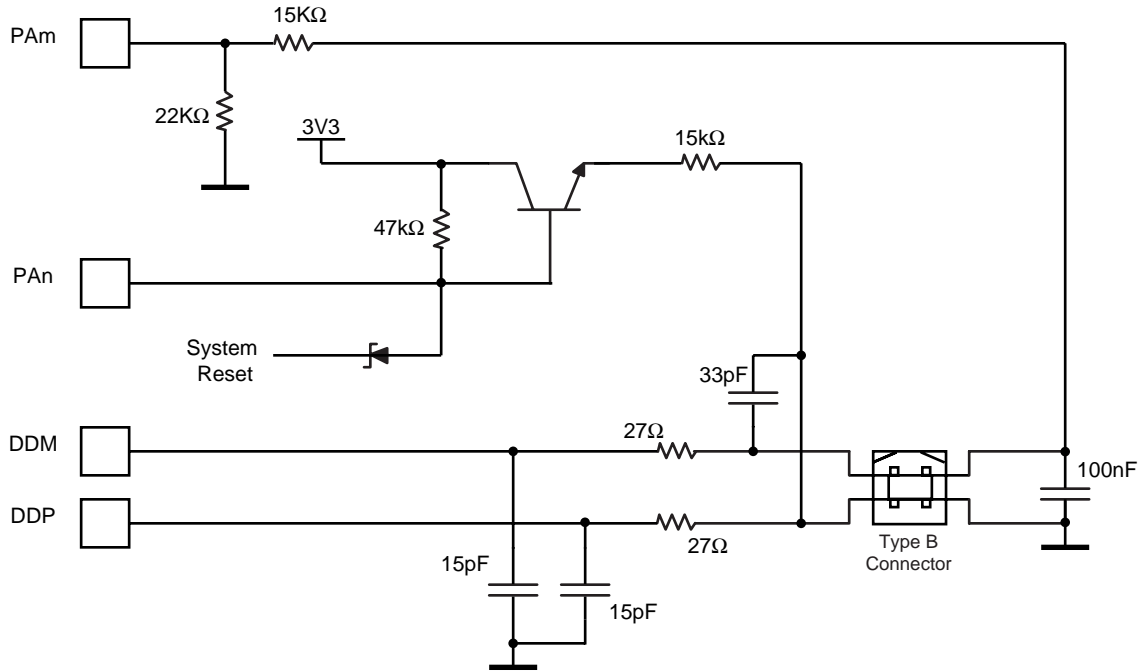 15KΩ
PAm
22KΩ
3V3
15kΩ
47kΩ
PAn
System
Reset
33pF
27Ω
DDM
100nF
DDP
27Ω
Type B
Connector
15pF
15pF